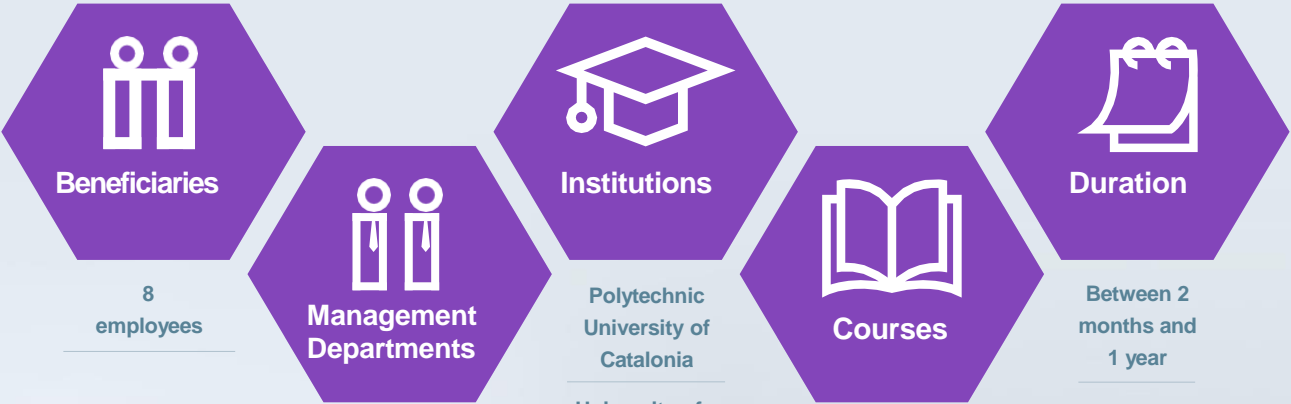 Beneficiaries
8
employees
Management
Departments
Institutions
Polytechnic
University of
Catalonia
Courses
Duration
Between 2
months and
1 year